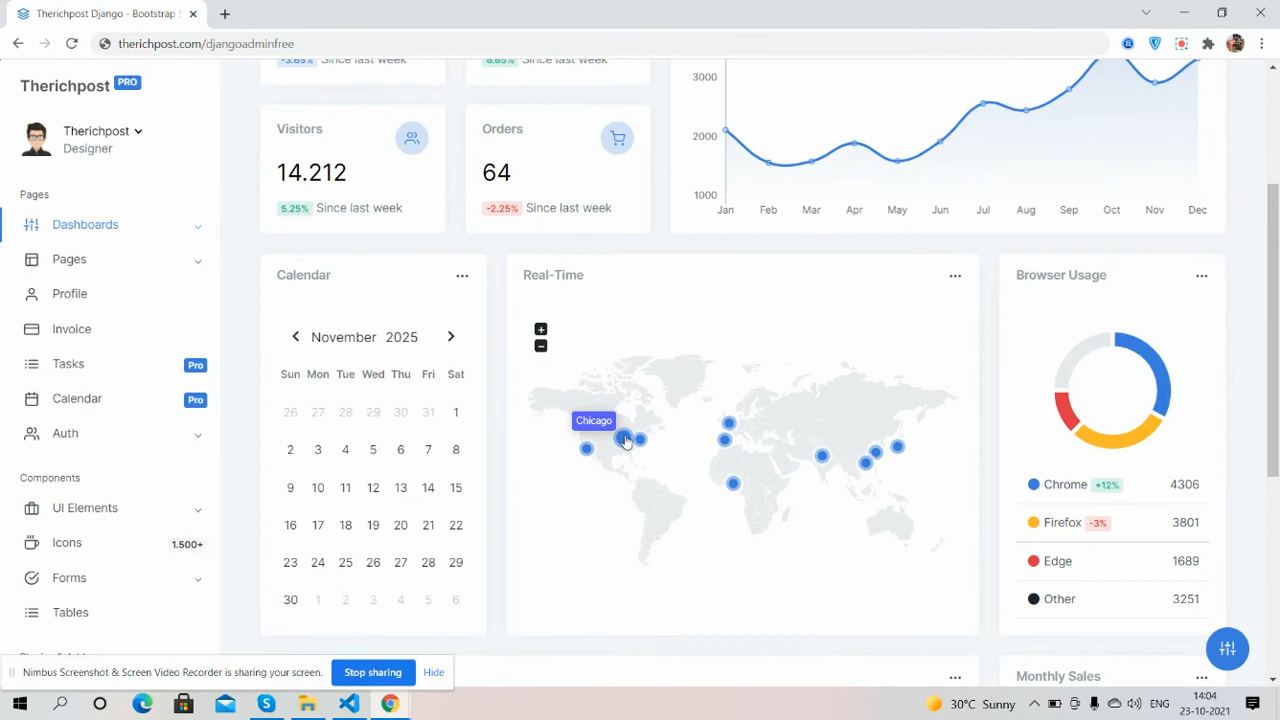 Therichpost Django - Bootstrap
therichpost.com/djangoadminfree
Therichpost PRO
Therichpost
Designer
Pages
Dashboards
Pages
Profile
Invoice
Tasks Pro
Calendar Pro
Auth
Components
UI Elements
Icons 1.500+
Forms
Tables
-3.65% Since last week
6.65% Since last week
Visitors
14.212
5.25% Since last week
Orders
64
-2.25% Since last week
3000
2000
1000
Jan Feb Mar Apr May Jun Jul Aug Sep Oct Nov Dec
Calendar
November 2025
Sun Mon Tue Wed Thu Fri Sat
26 27 28 29 30 31 1
2 3 4 5 6 7 8
9 10 11 12 13 14 15
16 17 18 19 20 21 22
23 24 25 26 27 28 29
30 1 2 3 4 5 6
Real-Time
+
−
Chicago
Browser Usage
Chrome +12% 4306
Firefox -3% 3801
Edge 1689
Other 3251
Monthly Sales
Nimbus Screenshot & Screen Video Recorder is sharing your screen. Stop sharing Hide
30°C Sunny
ENG
14:04
23-10-2021